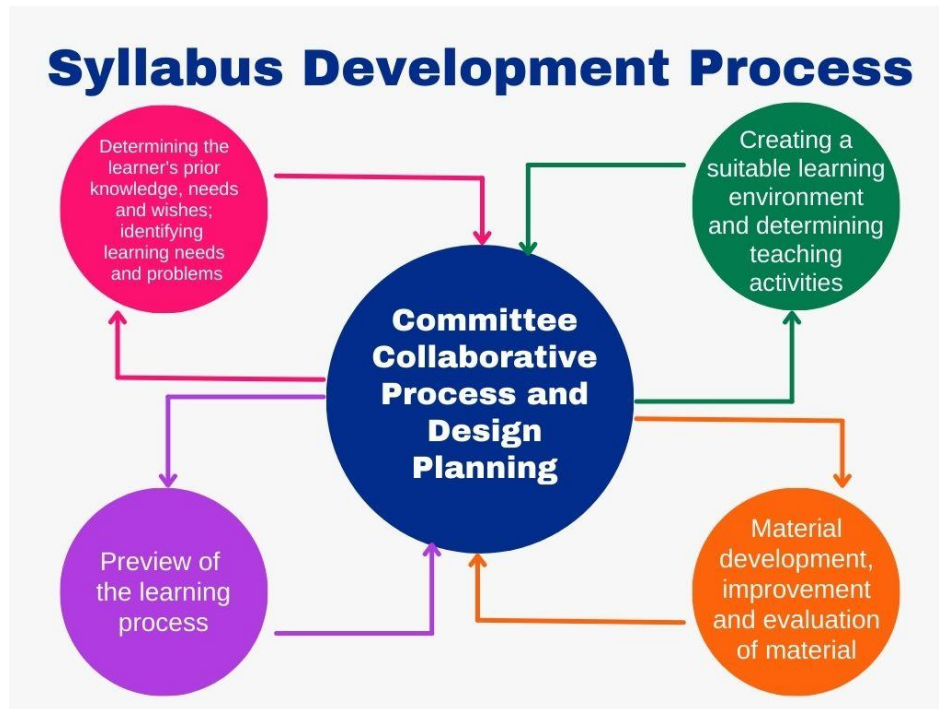 Syllabus Development Process
Determining the
learner's prior
knowledge, needs
and wishes;
identifying
learning needs
and problems
Creating a
suitable learning
environment
and determining
teaching
activities
Committee
Collaborative
Process and
Design
Planning
Preview of
the learning
process
Material
development,
improvement
and evaluation
of material